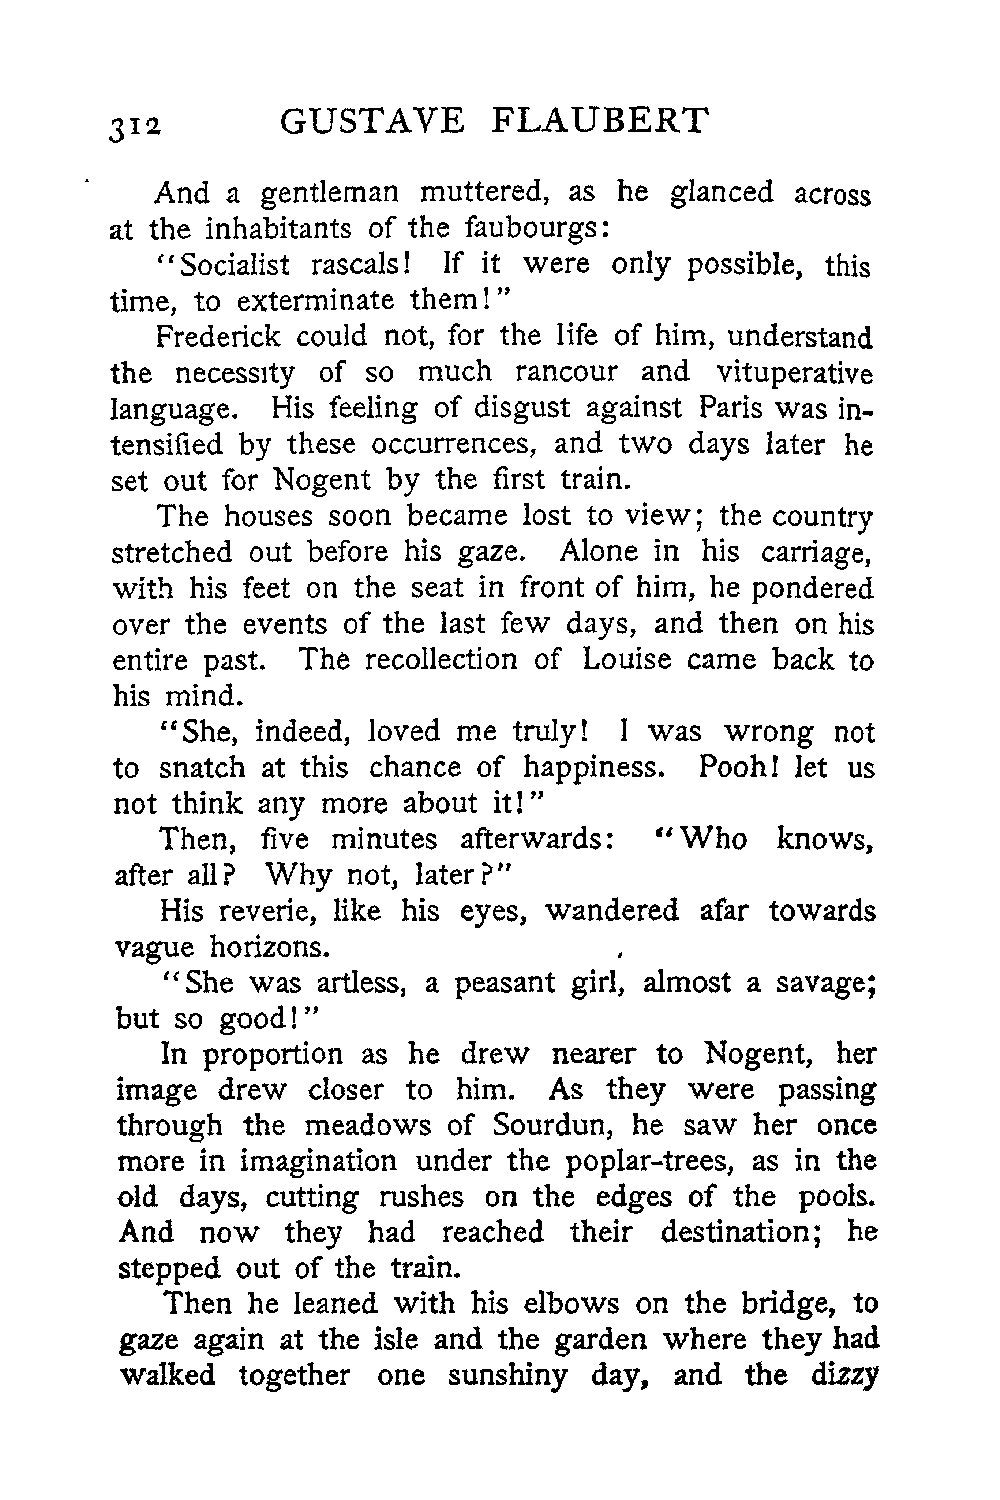 312 GUSTAVE FLAUBERT
And a gentleman muttered, as he glanced across
at the inhabitants of the faubourgs:
"Socialist rascals! If it were only possible, this
time, to exterminate them!"
Frederick could not, for the life of him, understand
the necessity of so much rancour and vituperative
language. His feeling of disgust against Paris was in-
tensified by these occurrences, and two days later he
set out for Nogent by the first train.
The houses soon became lost to view; the country
stretched out before his gaze. Alone in his carriage,
with his feet on the seat in front of him, he pondered
over the events of the last few days, and then on his
entire past. The recollection of Louise came back to
his mind.
"She, indeed, loved me truly! I was wrong not
to snatch at this chance of happiness. Pooh! let us
not think any more about it!"
Then, five minutes afterwards: "Who knows,
after all? Why not, later?"
His reverie, like his eyes, wandered afar towards
vague horizons.
"She was artless, a peasant girl, almost a savage;
but so good!"
In proportion as he drew nearer to Nogent, her
image drew closer to him. As they were passing
through the meadows of Sourdun, he saw her once
more in imagination under the poplar-trees, as in the
old days, cutting rushes on the edges of the pools.
And now they had reached their destination; he
stepped out of the train.
Then he leaned with his elbows on the bridge, to
gaze again at the isle and the garden where they had
walked together one sunshiny day, and the dizzy